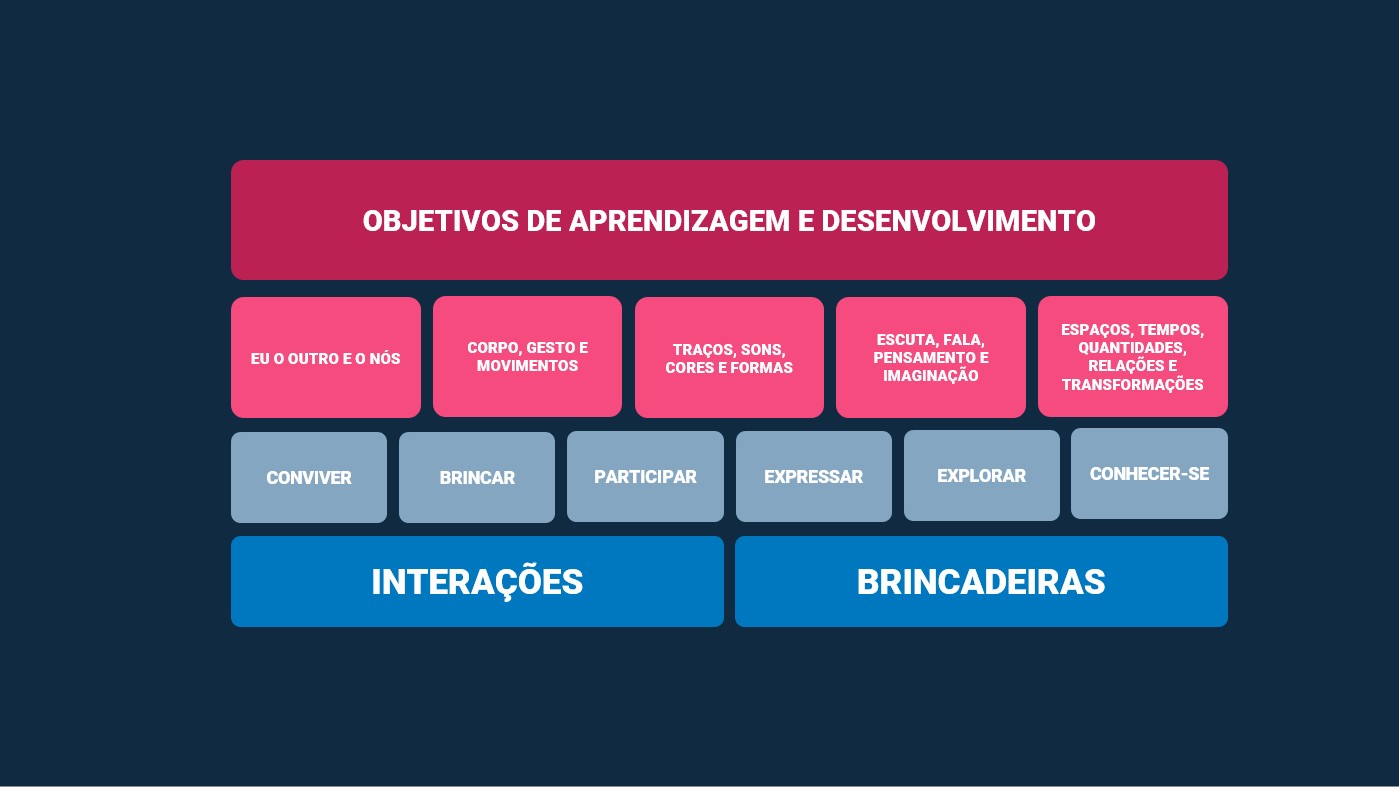 OBJETIVOS DE APRENDIZAGEM E DESENVOLVIMENTO
EU O OUTRO E O NÓS
CORPO, GESTO E
MOVIMENTOS
TRAÇOS, SONS,
CORES E FORMAS
ESCUTA, FALA,
PENSAMENTO E
IMAGINAÇÃO
ESPAÇOS, TEMPOS,
QUANTIDADES,
RELAÇÕES E
TRANSFORMAÇÕES
CONVIVER
BRINCAR
PARTICIPAR
EXPRESSAR
EXPLORAR
CONHECER-SE
INTERAÇÕES
BRINCADEIRAS